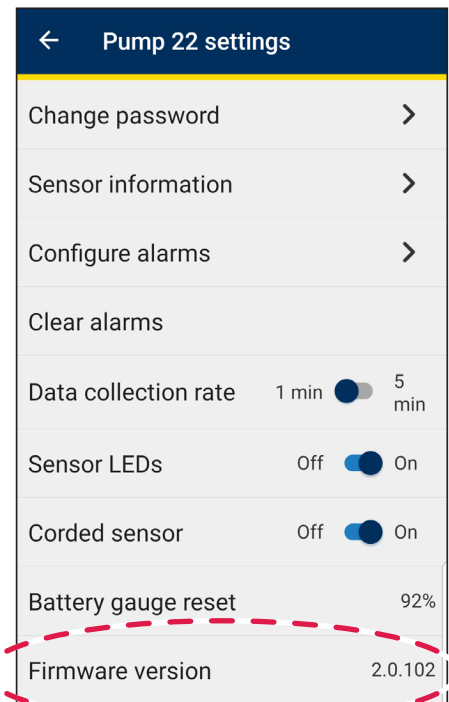 Pump 22 settings
Change password
Sensor information
Configure alarms
Clear alarms
Data collection rate 1 min 5 min
Sensor LEDs Off On
Corded sensor Off On
Battery gauge reset 92%
Firmware version 2.0.102